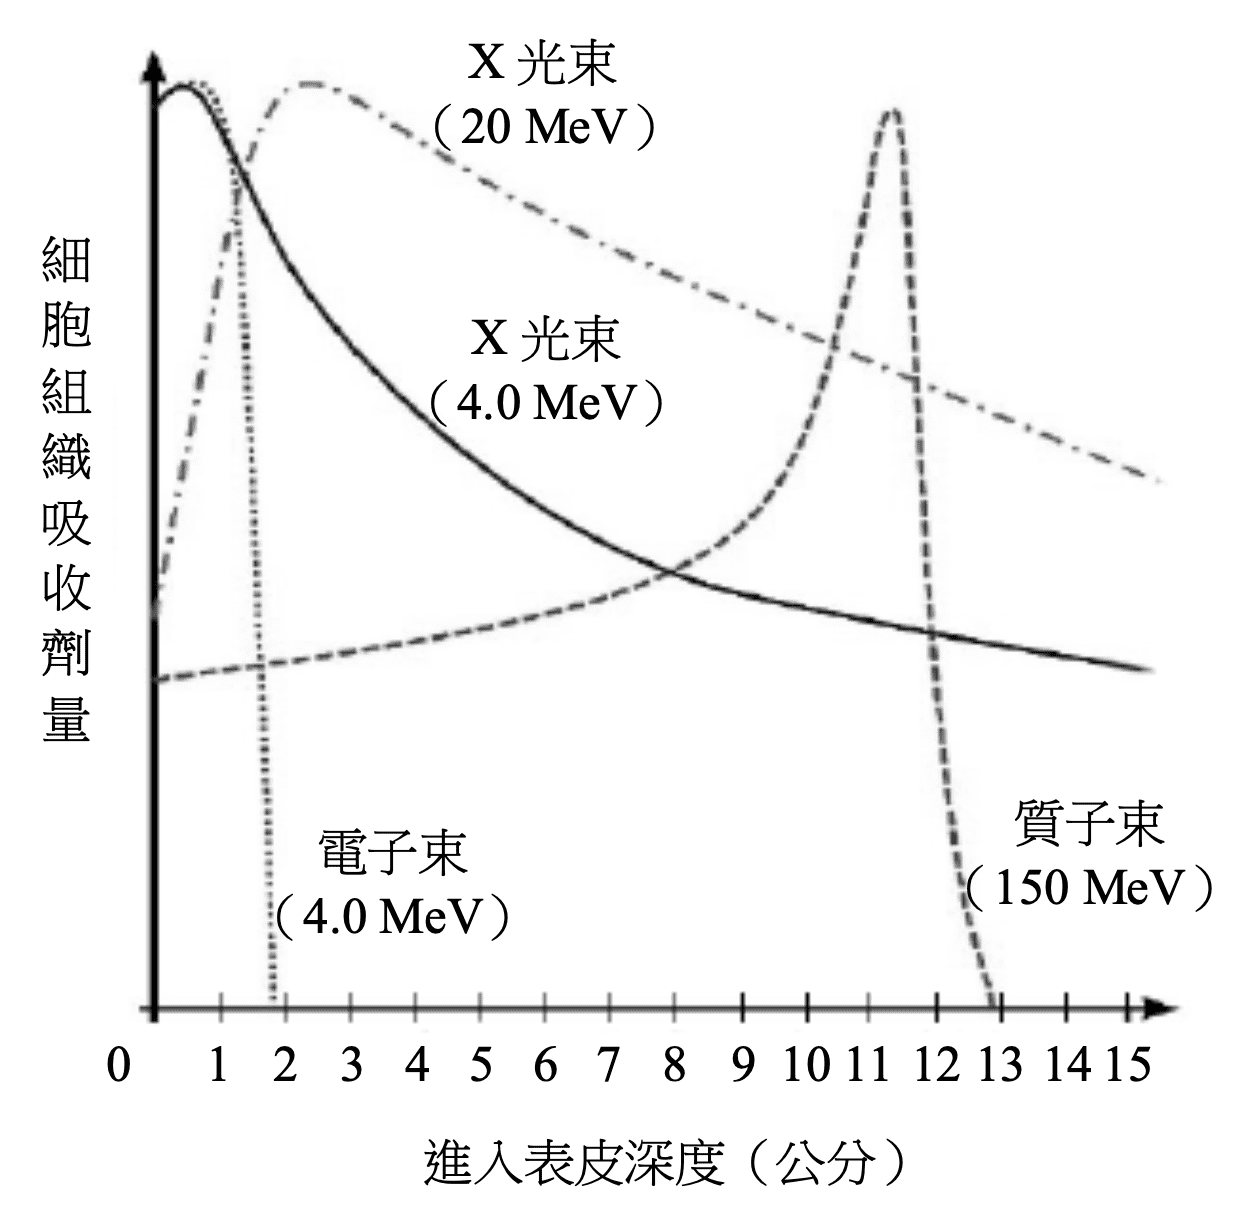 X 光束
（20 MeV）
X 光束
（4.0 MeV）
細胞組織吸收劑量
電子束
（4.0 MeV）
質子束
（150 MeV）
0 1 2 3 4 5 6 7 8 9 10 11 12 13 14 15
進入表皮深度（公分）